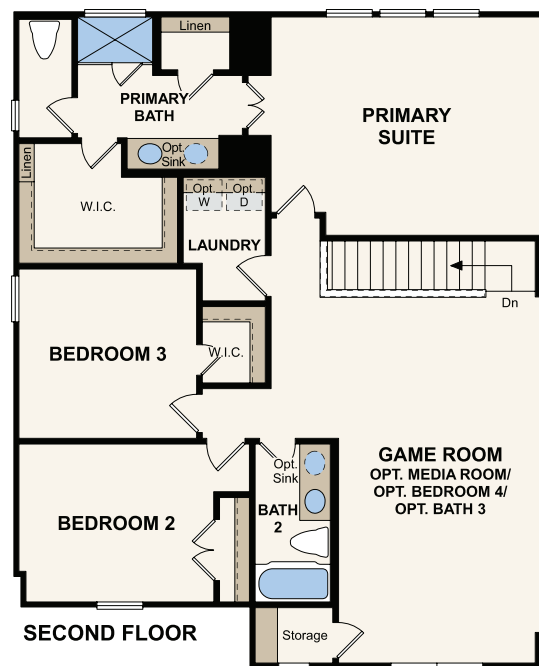 Linen
PRIMARY
BATH
PRIMARY
SUITE
Opt.
Sink
Linen
W.I.C.
Opt.
W
Opt.
D
LAUNDRY
Dn
W.I.C.
BEDROOM 3
GAME ROOM
OPT. MEDIA ROOM/
OPT. BEDROOM 4/
OPT. BATH 3
Opt.
Sink
BATH
2
BEDROOM 2
SECOND FLOOR
Storage